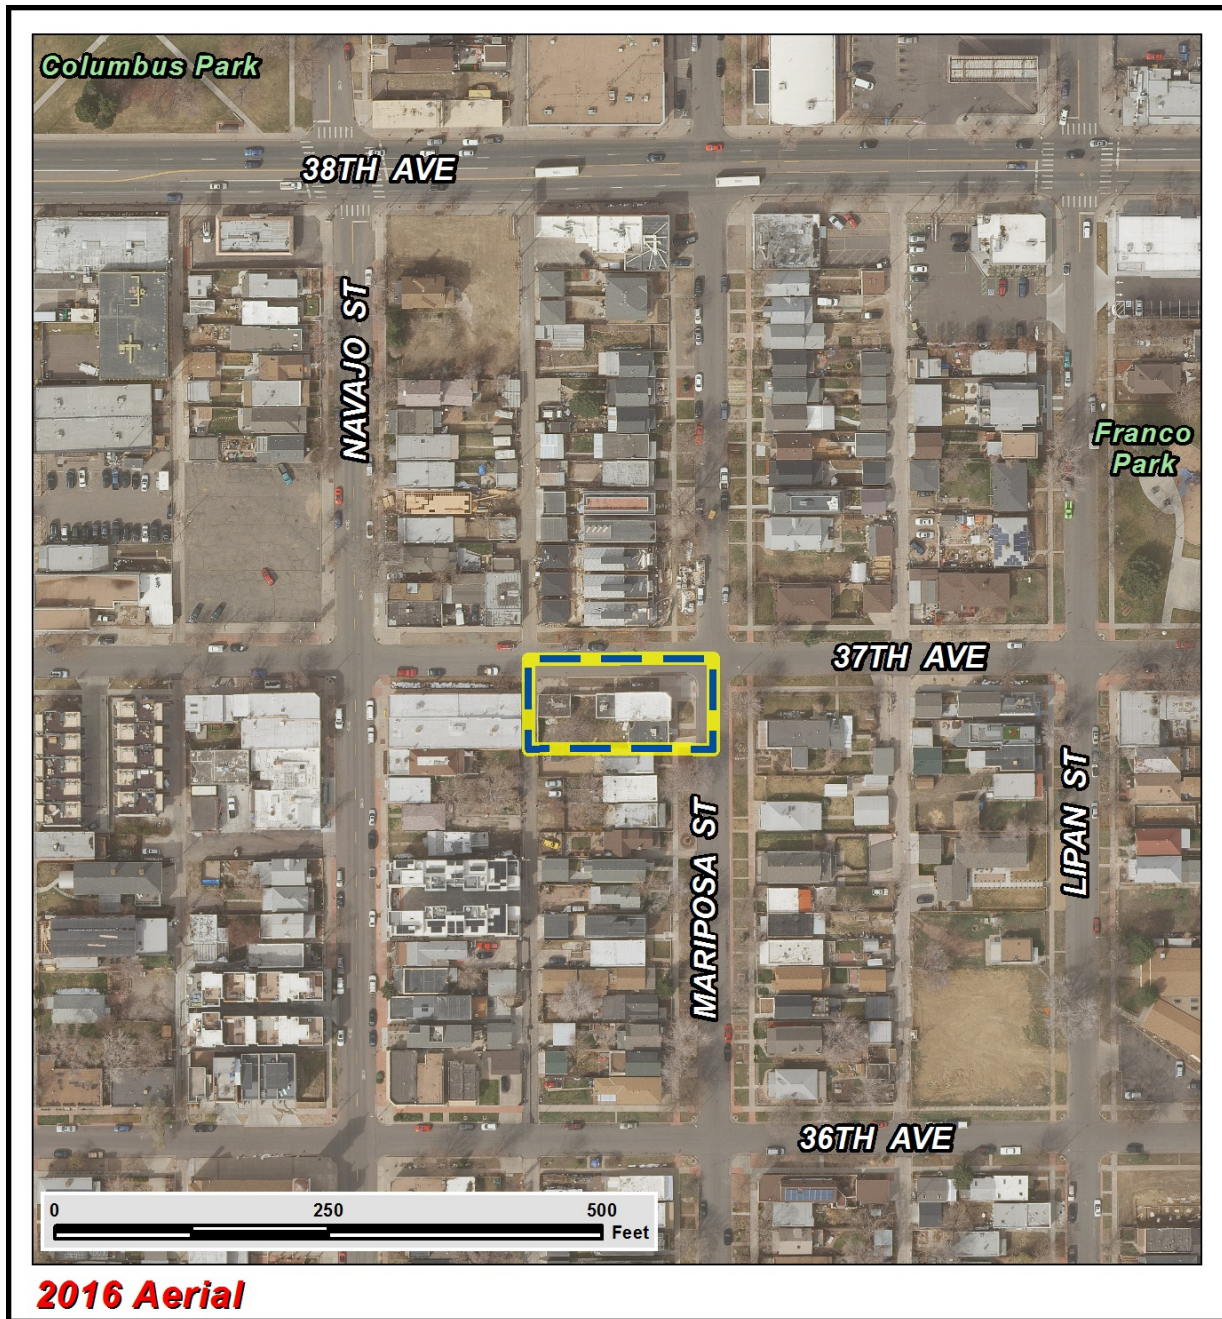 Columbus Park
38TH AVE
NAVAJO ST
Franco
Park
37TH AVE
LIPAN ST
MARIPOSA ST
36TH AVE
0 250 500
Feet
2016 Aerial